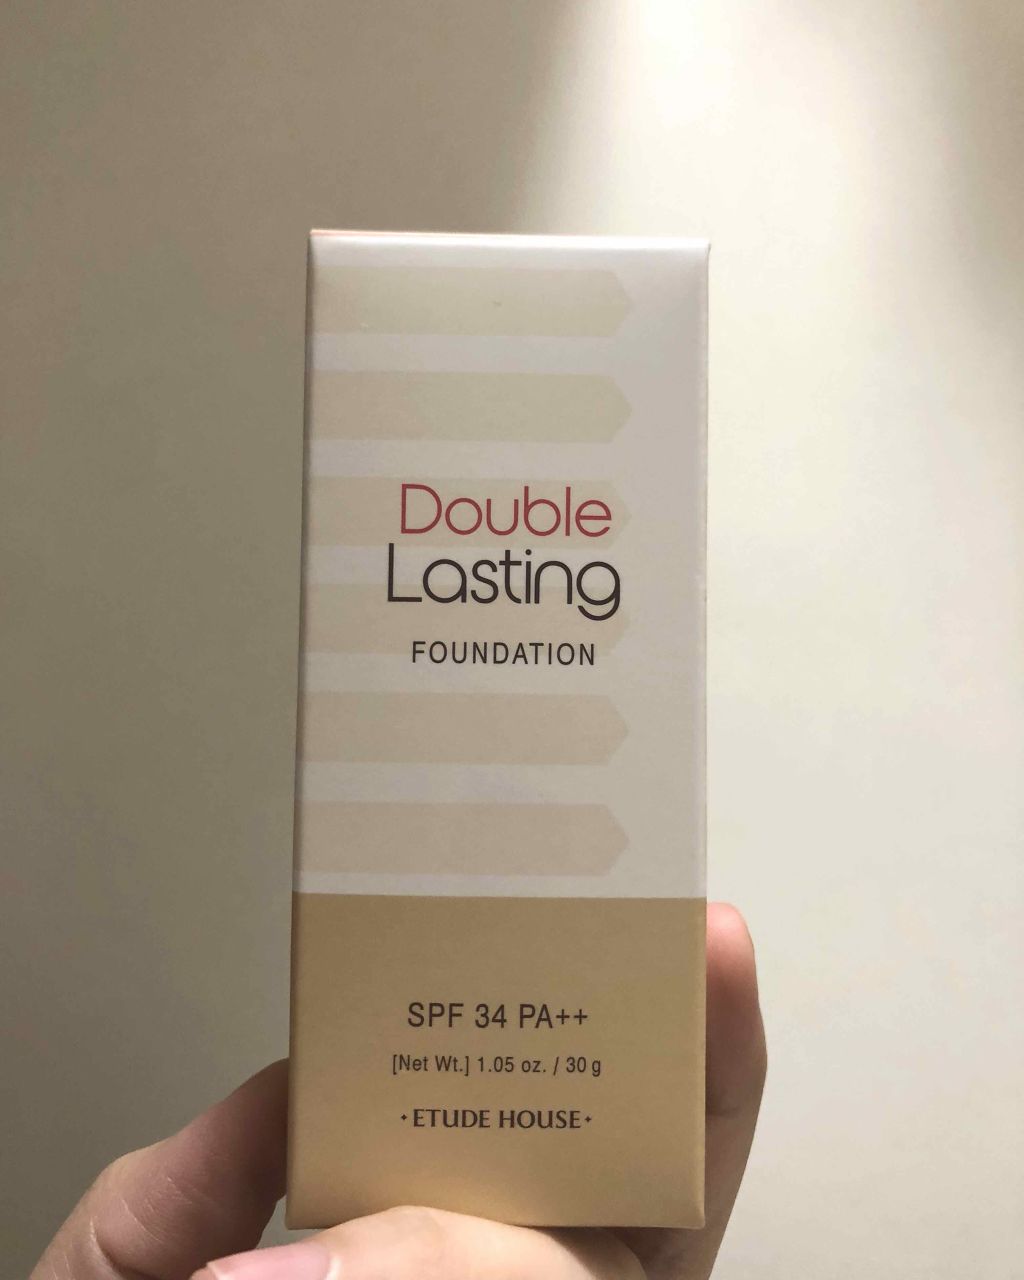 Double
Lasting
FOUNDATION
SPF 34 PA++
[Net Wt.] 1.05 oz. / 30 g
ETUDE HOUSE